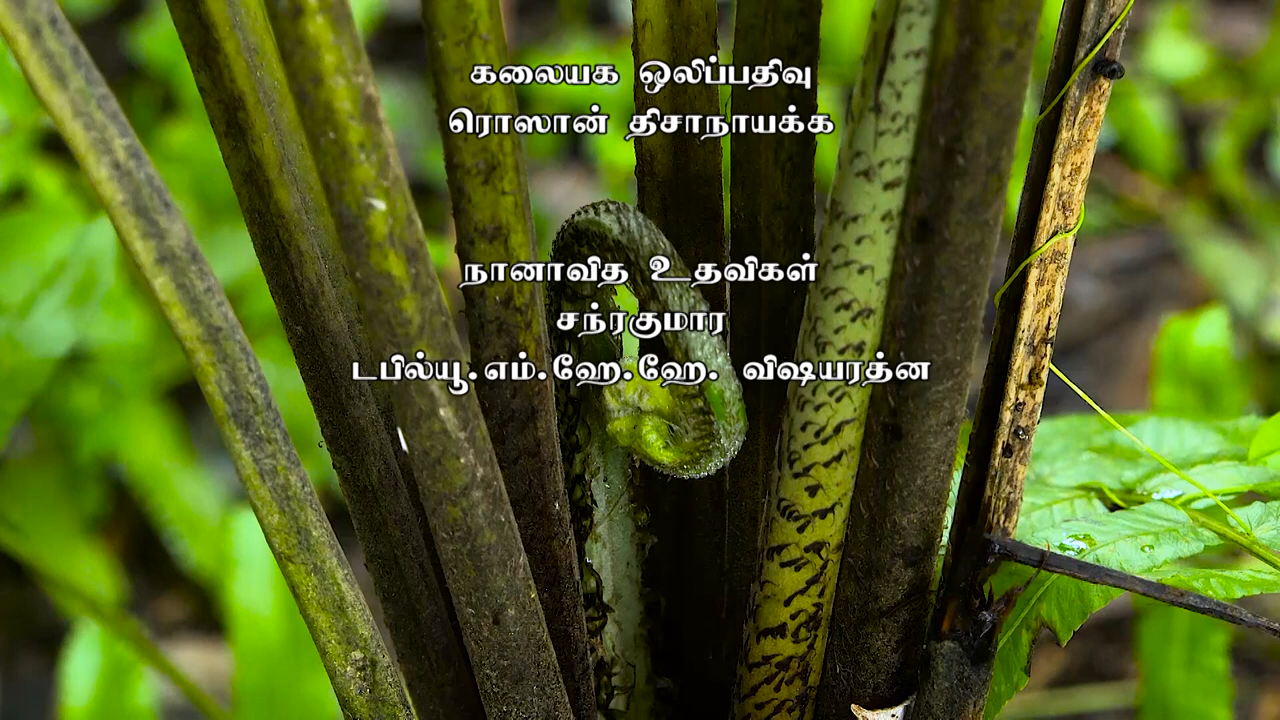 கலையக ஒலிப்பதிவு
ரொஸான் திசாநாயக்க
நானாவித உதவிகள்
சந்ரகுமார
டபில்யூ.எம்.ஹே.ஹே. விஷயரத்ன